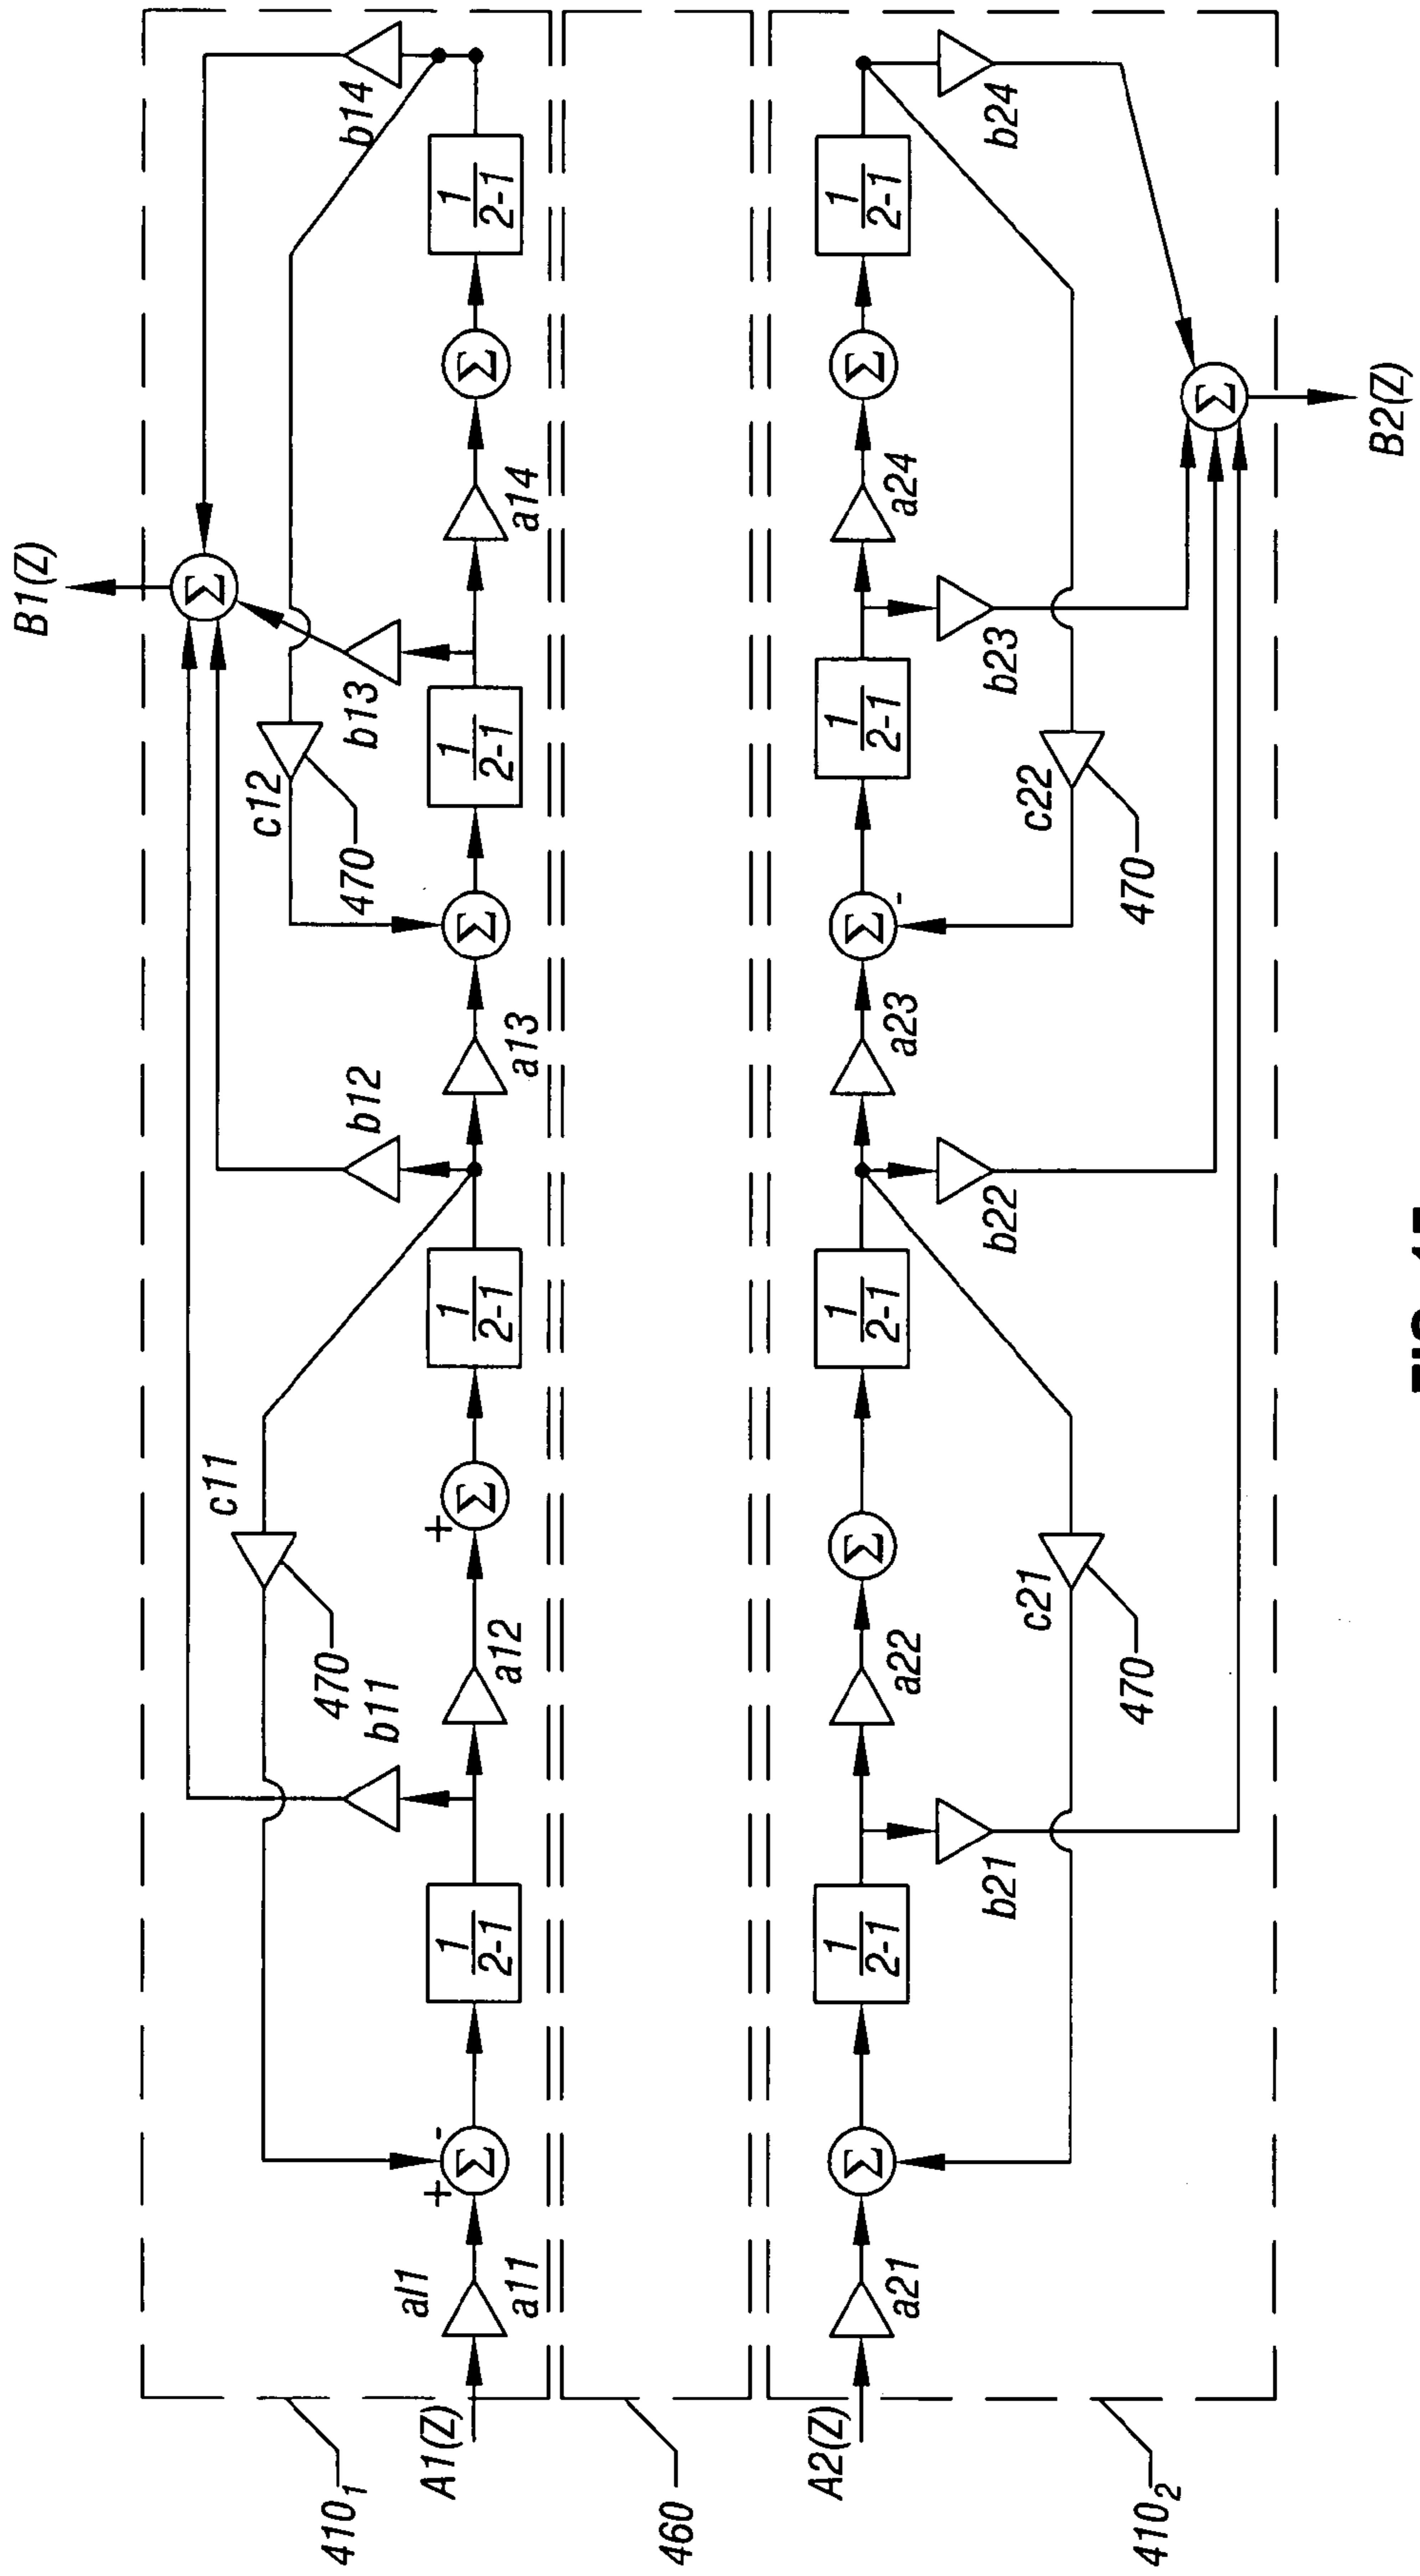 B1(Z)
Σ
c11
c12
410₁
470
470
b11
b12
b13
b14
al1
+
-
+
A1(Z)
Σ
1
2-1
Σ
1
2-1
Σ
1
2-1
Σ
1
2-1
a11
a12
a13
a14
460
A2(Z)
Σ
1
2-1
Σ
1
2-1
Σ
-
1
2-1
Σ
1
2-1
a21
a22
a23
a24
b21
b22
b23
b24
c21
c22
470
470
410₂
Σ
B2(Z)